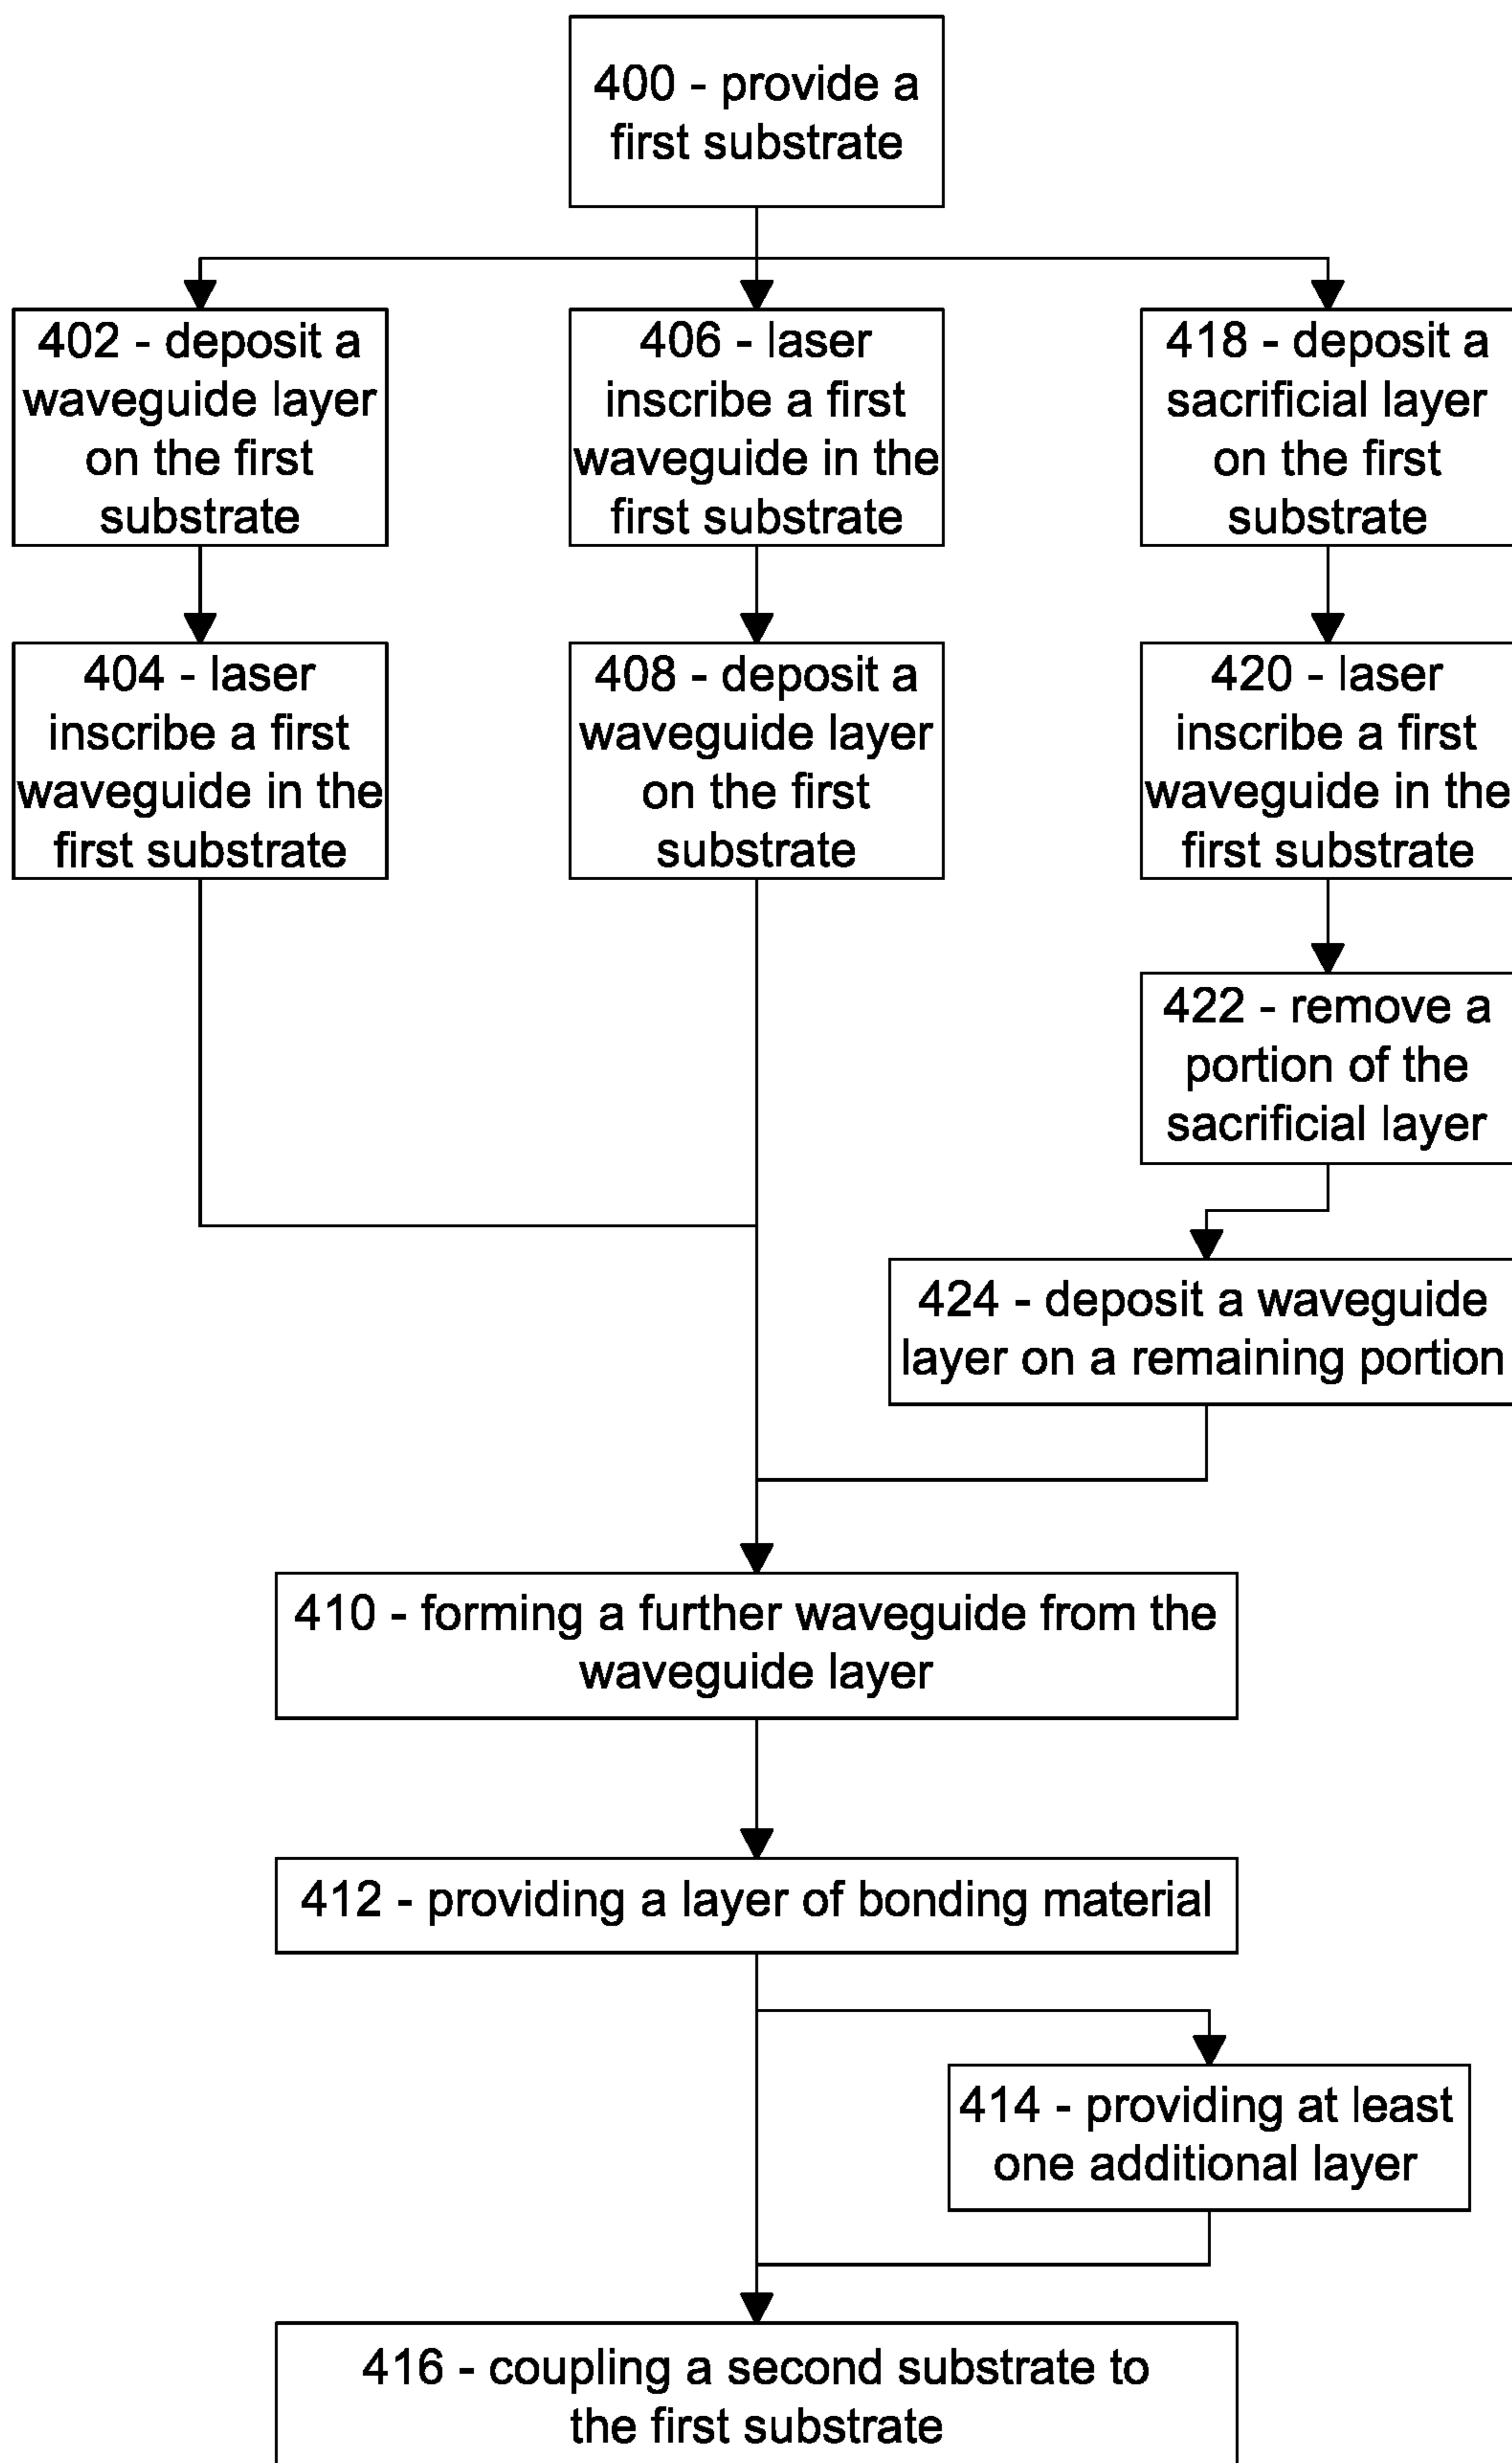 400 - provide a
first substrate
402 - deposit a
waveguide layer
on the first
substrate
406 - laser
inscribe a first
waveguide in the
first substrate
418 - deposit a
sacrificial layer
on the first
substrate
404 - laser
inscribe a first
waveguide in the
first substrate
408 - deposit a
waveguide layer
on the first
substrate
420 - laser
inscribe a first
waveguide in the
first substrate
422 - remove a
portion of the
sacrificial layer
424 - deposit a waveguide
layer on a remaining portion
410 - forming a further waveguide from the
waveguide layer
412 - providing a layer of bonding material
414 - providing at least
one additional layer
416 - coupling a second substrate to
the first substrate